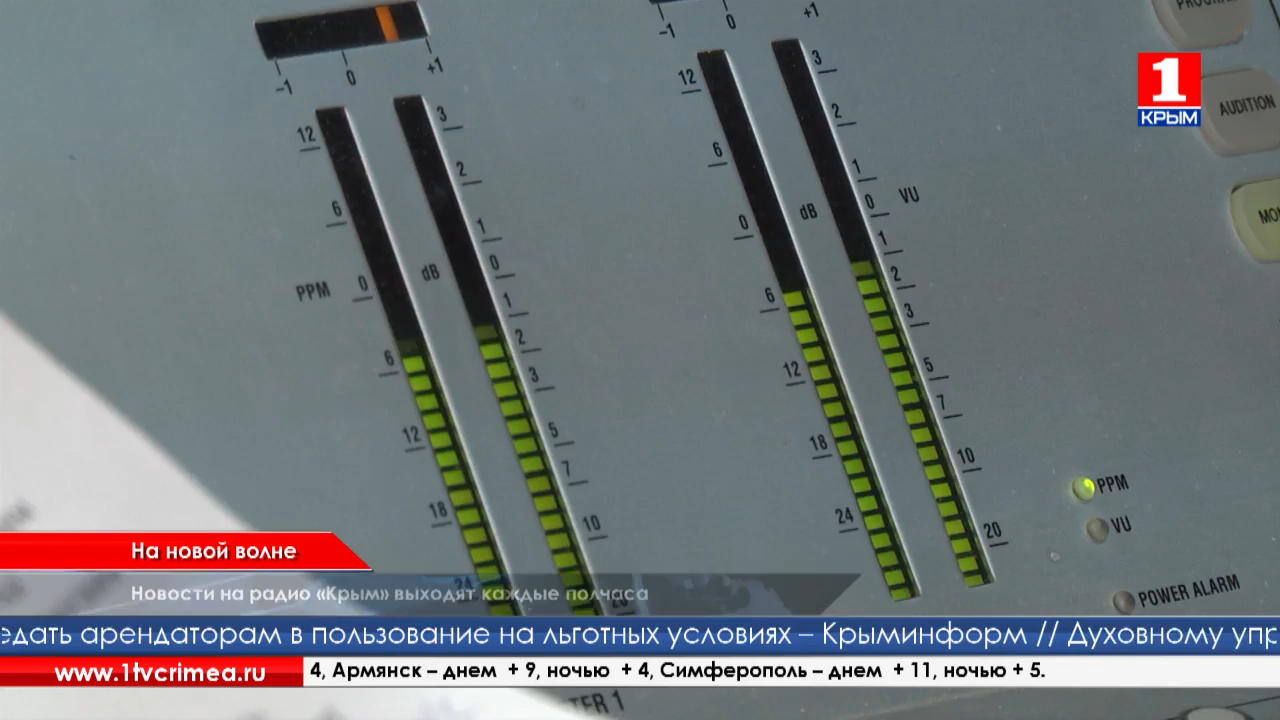 PROGRAM
1
КРЫМ
AUDITION
-1 0 +1
-1 0 +1
12 3
6 2
1
0 0
PPM dB
1
6 2
3
12 5
7
18 10
24 20
12 3
6 2
1
0 0
dB VU
1
6 2
3
12 5
7
18 10
24 20
PPM
VU
POWER ALARM
На новой волне
Новости на радио «Крым» выходят каждые полчаса
едать арендаторам в пользование на льготных условиях – Крыминформ // Духовному упр
www.1tvcrimea.ru
4, Армянск – днем + 9, ночью + 4, Симферополь – днем + 11, ночью + 5.